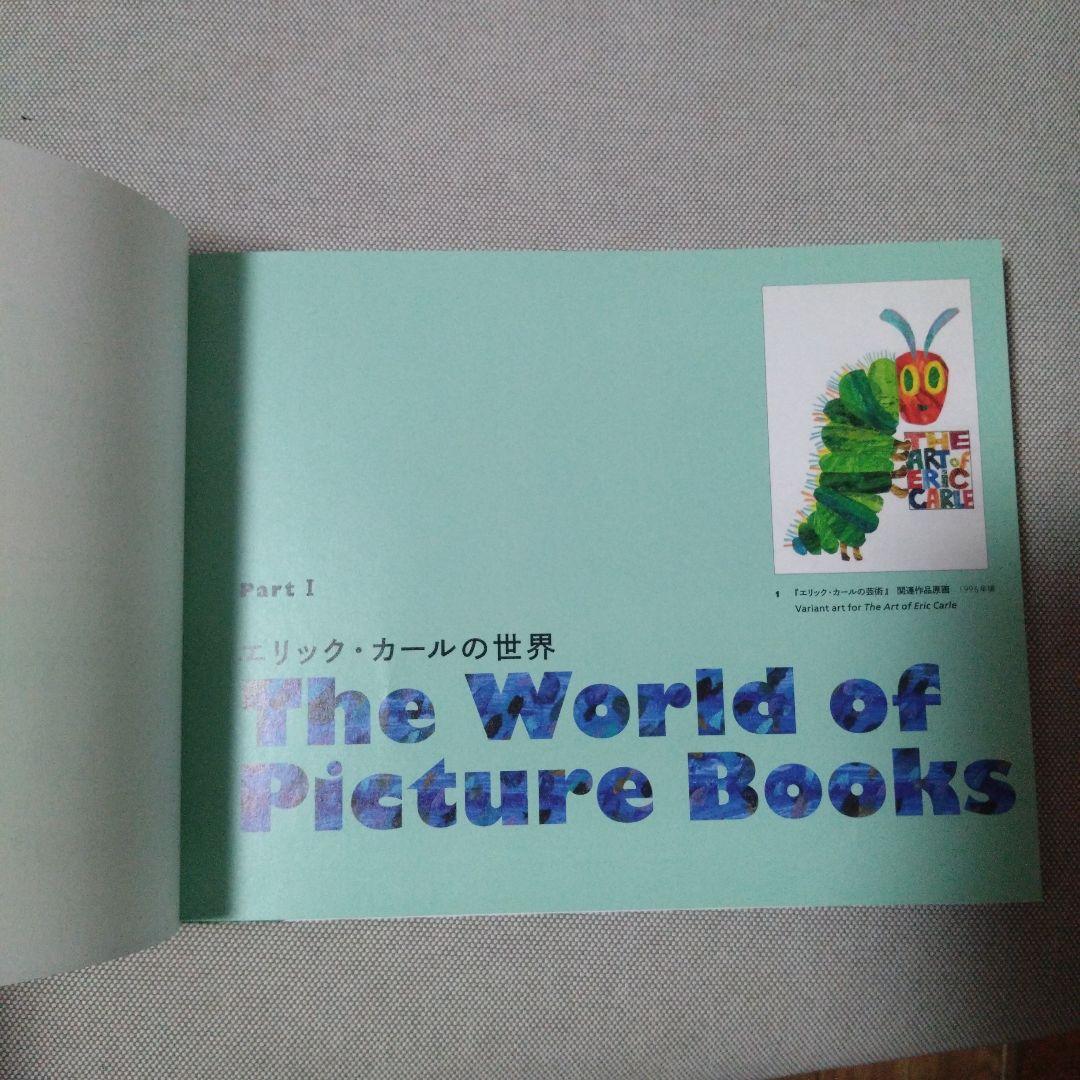 THE
ART of
ERIC
CARLE
1 『エリック・カールの芸術』 関連作品原画
Variant art for The Art of Eric Carle
Part I
エリック・カールの世界
The World of
Picture Books